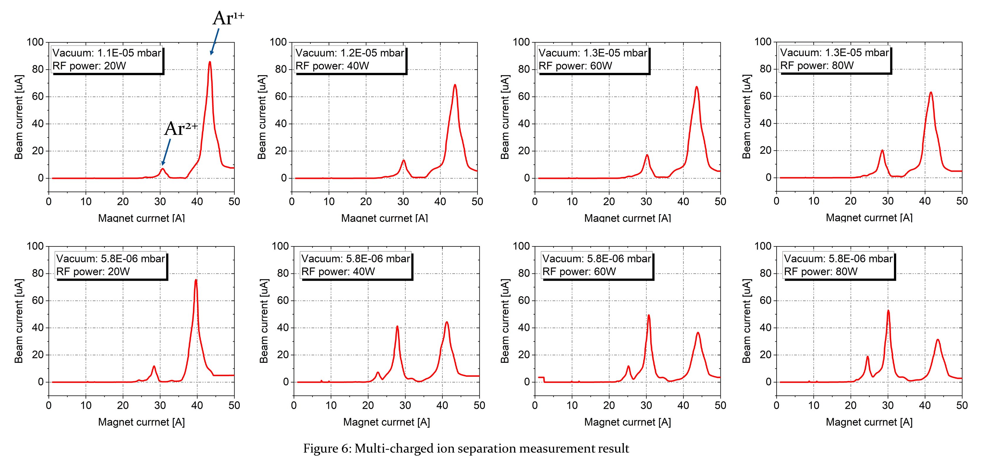 Ar¹⁺
Ar²⁺
Vacuum: 1.1E-05 mbar
RF power: 20W
Beam current [uA]
100
80
60
40
20
0
0 10 20 30 40 50
Magnet currnet [A]
Vacuum: 1.2E-05 mbar
RF power: 40W
Beam current [uA]
100
80
60
40
20
0
0 10 20 30 40 50
Magnet currnet [A]
Vacuum: 1.3E-05 mbar
RF power: 60W
Beam current [uA]
100
80
60
40
20
0
0 10 20 30 40 50
Magnet currnet [A]
Vacuum: 1.3E-05 mbar
RF power: 80W
Beam current [uA]
100
80
60
40
20
0
0 10 20 30 40 50
Magnet currnet [A]
Vacuum: 5.8E-06 mbar
RF power: 20W
Beam current [uA]
100
80
60
40
20
0
0 10 20 30 40 50
Magnet currnet [A]
Vacuum: 5.8E-06 mbar
RF power: 40W
Beam current [uA]
100
80
60
40
20
0
0 10 20 30 40 50
Magnet currnet [A]
Vacuum: 5.8E-06 mbar
RF power: 60W
Beam current [uA]
100
80
60
40
20
0
0 10 20 30 40 50
Magnet currnet [A]
Vacuum: 5.8E-06 mbar
RF power: 80W
Beam current [uA]
100
80
60
40
20
0
0 10 20 30 40 50
Magnet currnet [A]
Figure 6: Multi-charged ion separation measurement result